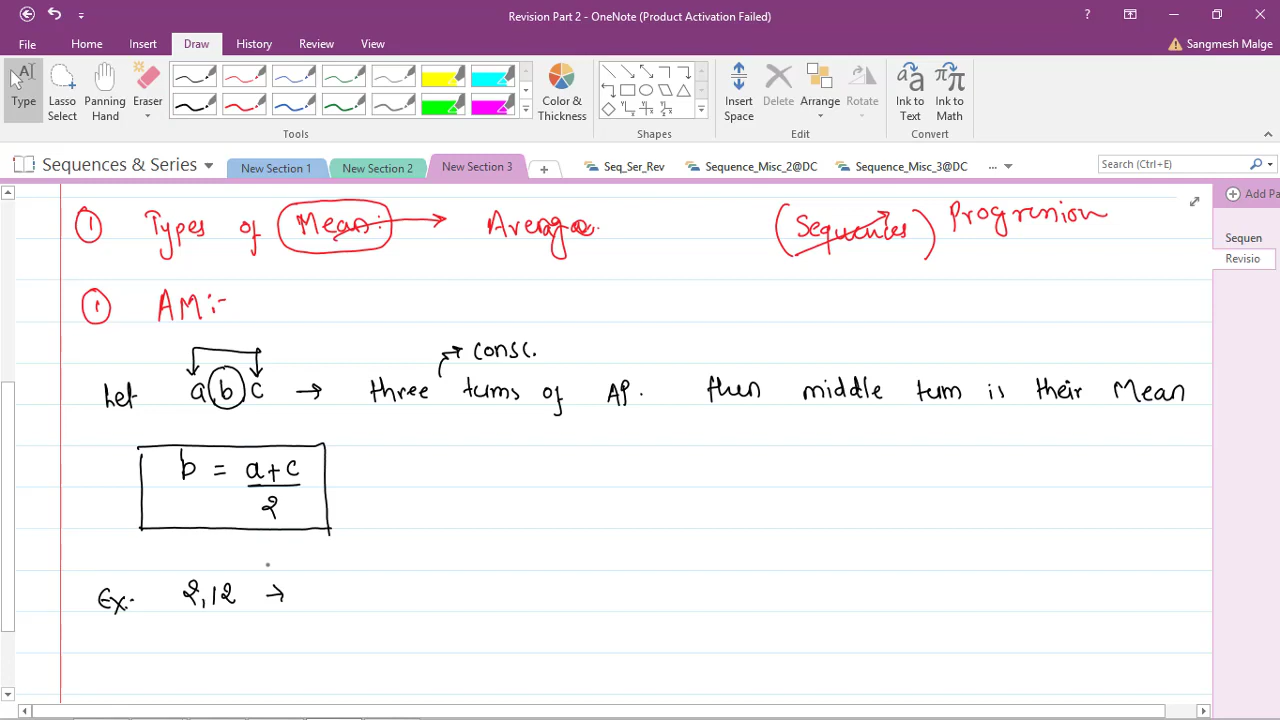 Revision Part 2 - OneNote (Product Activation Failed)
?
File Home Insert Draw History Review View Sangmesh Malge
Type Lasso Select Panning Hand Eraser Color & Thickness Insert Space Delete Arrange Rotate Ink to Text Ink to Math
Tools Shapes Edit Convert
Sequences & Series New Section 1 New Section 2 New Section 3 + Seq_Ser_Rev Sequence_Misc_2@DC Sequence_Misc_3@DC ... Search (Ctrl+E)
Add Pa
Sequen
Revisio
① Types of Mean:- → Average. (Sequences) Progression
① AM:-
→ consc.
Let a b c → three terms of AP. then middle term is their Mean
b = a+c
2
Ex:- 2,12 →